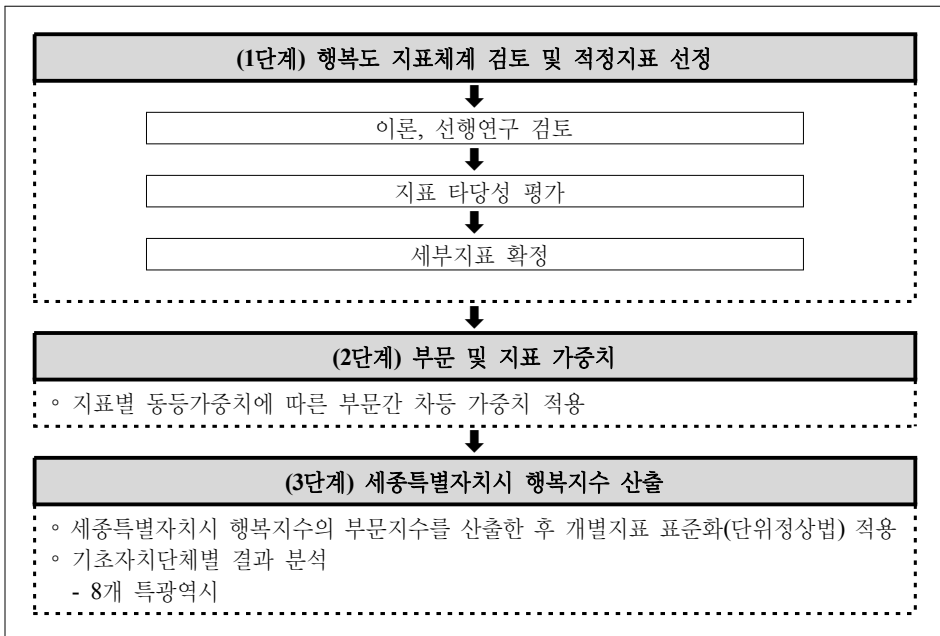 (1단계) 행복도 지표체계 검토 및 적정지표 선정
이론, 선행연구 검토
지표 타당성 평가
세부지표 확정
(2단계) 부문 및 지표 가중치
◦ 지표별 동등가중치에 따른 부문간 차등 가중치 적용
(3단계) 세종특별자치시 행복지수 산출
◦ 세종특별자치시 행복지수의 부문지수를 산출한 후 개별지표 표준화(단위정상법) 적용
◦ 기초자치단체별 결과 분석
- 8개 특광역시